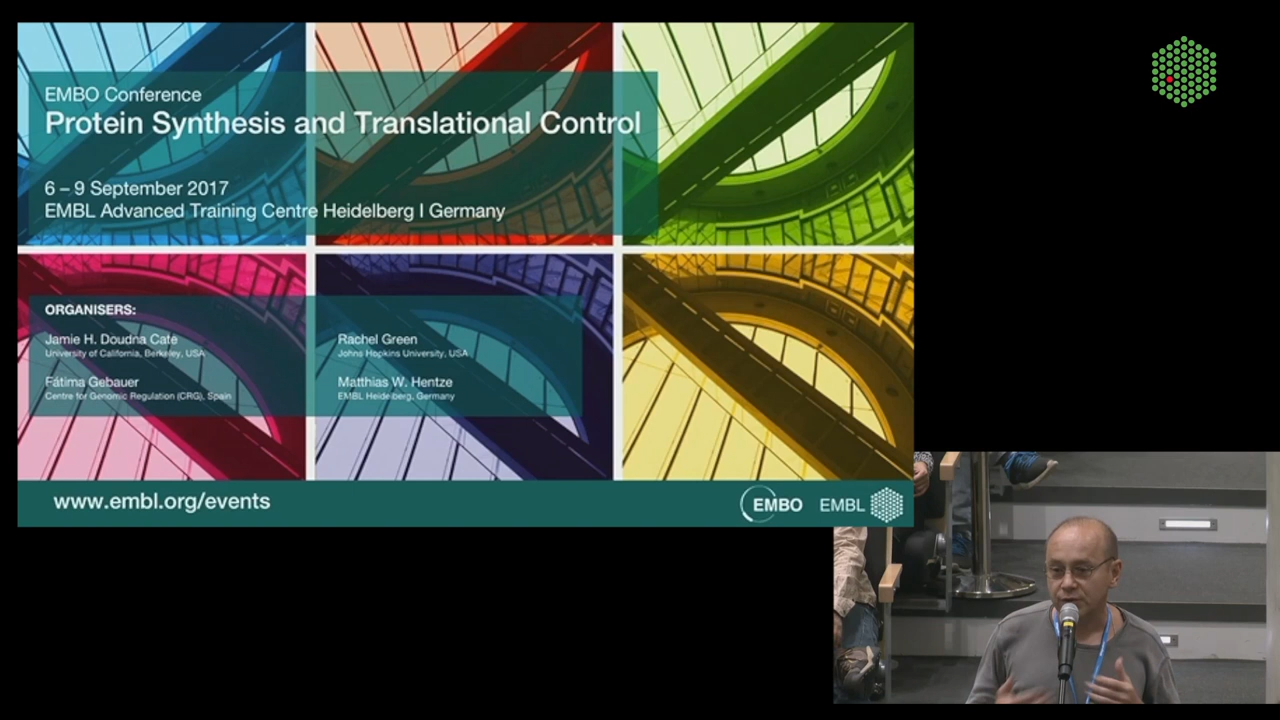 EMBO Conference
Protein Synthesis and Translational Control
6 – 9 September 2017
EMBL Advanced Training Centre Heidelberg I Germany
ORGANISERS:
Jamie H. Doudna Cate
University of California, Berkeley, USA
Fátima Gebauer
Centre for Genomic Regulation (CRG), Spain
Rachel Green
Johns Hopkins University, USA
Matthias W. Hentze
EMBL Heidelberg, Germany
www.embl.org/events
EMBO
EMBL